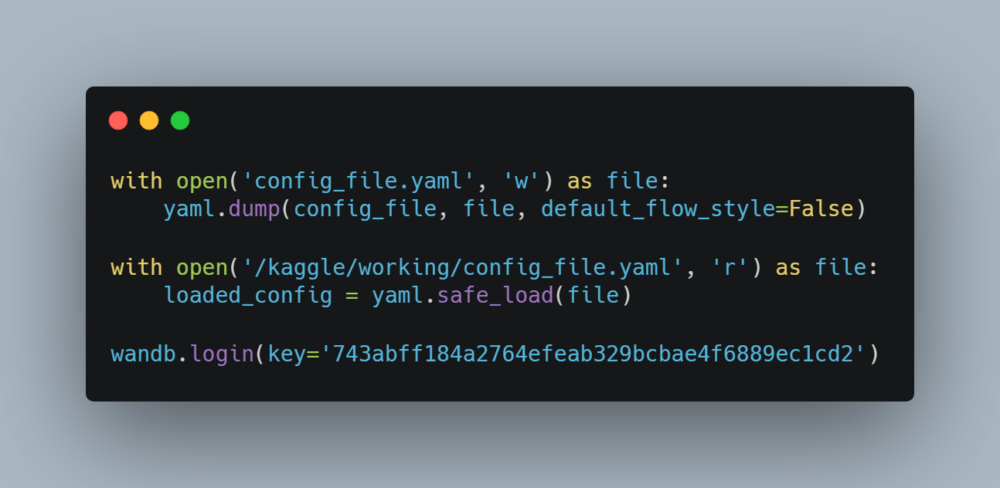 with open('config_file.yaml', 'w') as file:
    yaml.dump(config_file, file, default_flow_style=False)
with open('/kaggle/working/config_file.yaml', 'r') as file:
    loaded_config = yaml.safe_load(file)
wandb.login(key='743abff184a2764efeab329bcbae4f6889ec1cd2')